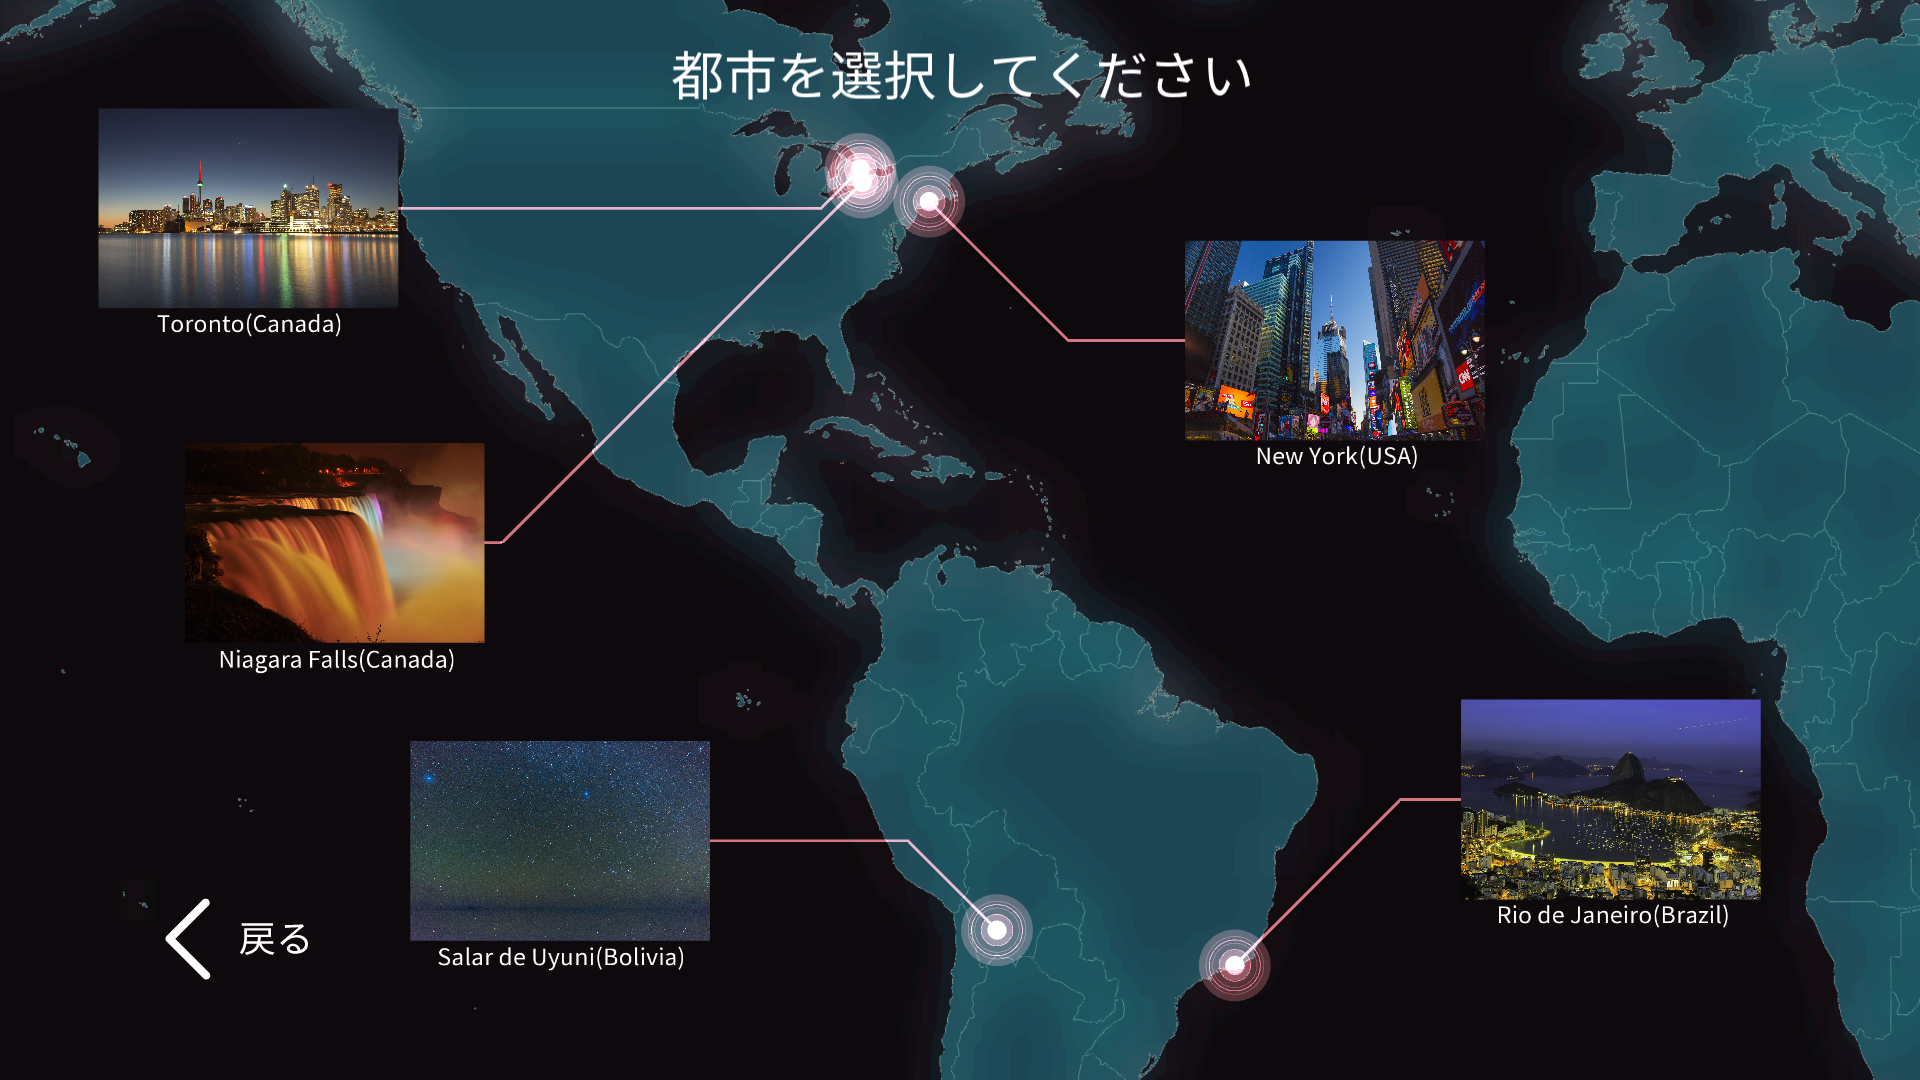 都市を選択してください
Toronto(Canada)
New York(USA)
Niagara Falls(Canada)
Rio de Janeiro(Brazil)
Salar de Uyuni(Bolivia)
戻る
CNN